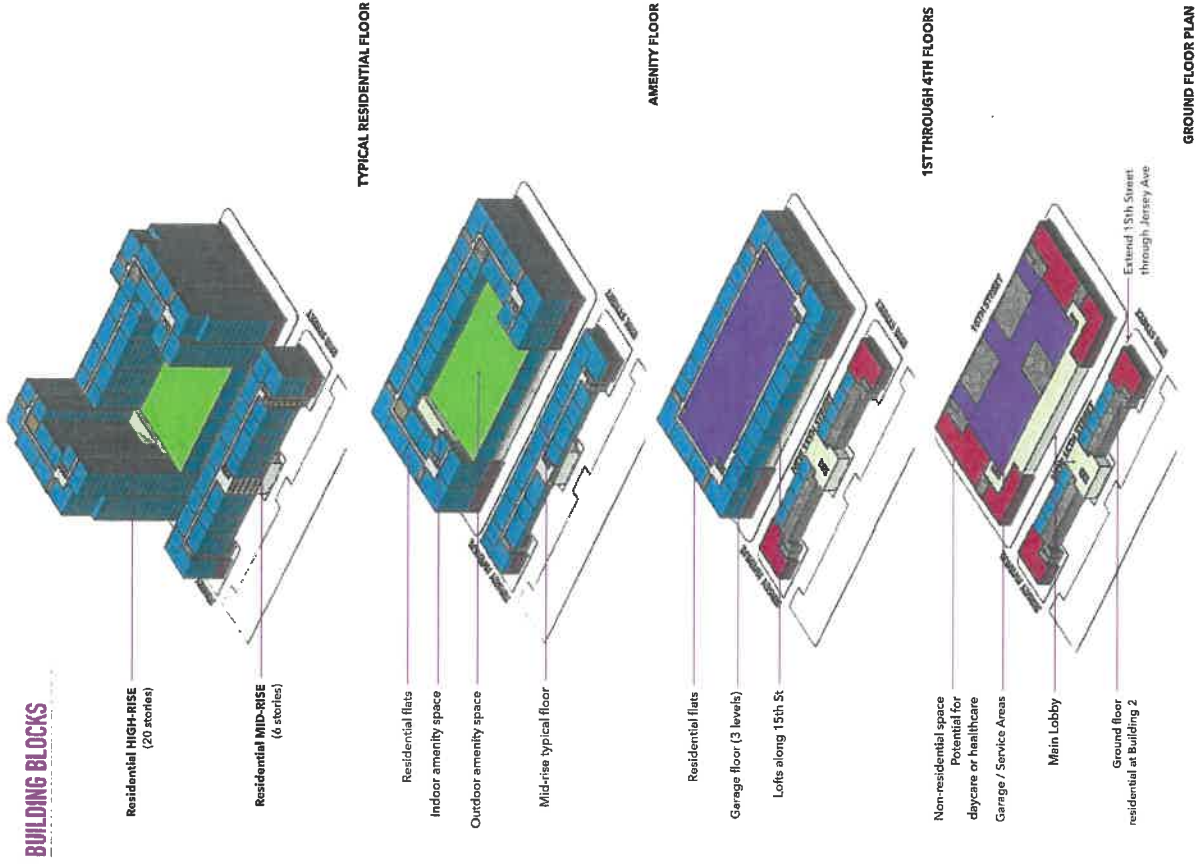 BUILDING BLOCKS
Residential HIGH-RISE
(20 stories)
Residential MID-RISE
(6 stories)
TYPICAL RESIDENTIAL FLOOR
Residential flats
Indoor amenity space
Outdoor amenity space
Mid-rise typical floor
AMENITY FLOOR
Residential flats
Garage floor (3 levels)
Lofts along 15th St
1ST THROUGH 4TH FLOORS
Non-residential space
Potential for
daycare or healthcare
Garage / Service Areas
Main Lobby
Ground floor
residential at Building 2
16TH STREET
Extend 15th Street
through Jersey Ave
GROUND FLOOR PLAN